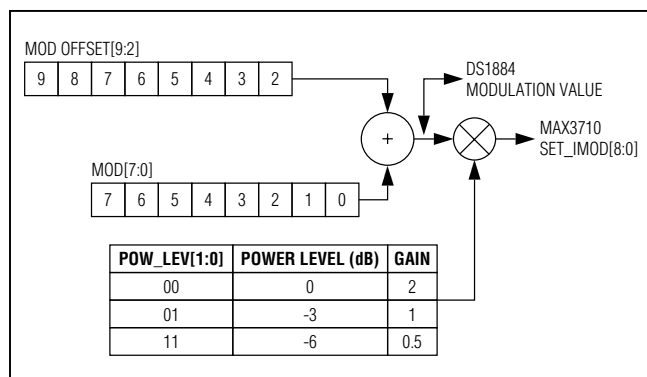 MOD OFFSET[9:2]
9 8 7 6 5 4 3 2
DS1884
MODULATION VALUE
+
MAX3710
SET_IMOD[8:0]
MOD[7:0]
7 6 5 4 3 2 1 0
POW_LEV[1:0] POWER LEVEL (dB) GAIN
00 0 2
01 -3 1
11 -6 0.5